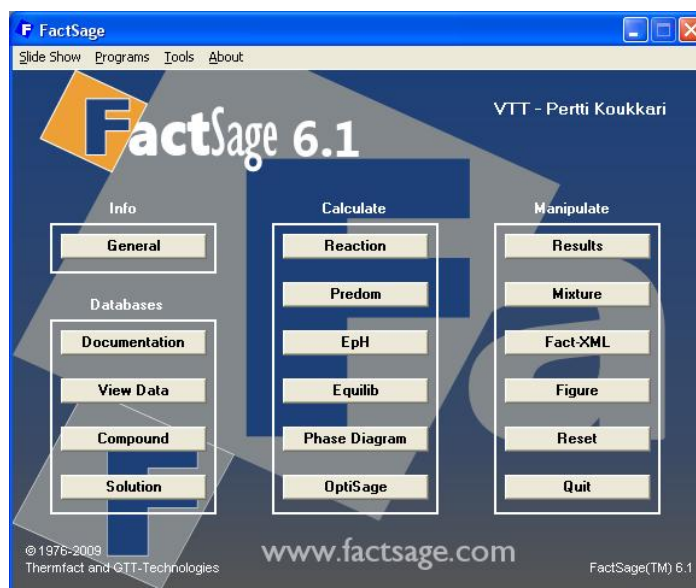 FactSage
Slide Show Programs Tools About
FactSage 6.1
VTT - Pertti Koukkari
Info
General
Databases
Documentation
View Data
Compound
Solution
Calculate
Reaction
Predom
EpH
Equilib
Phase Diagram
OptiSage
Manipulate
Results
Mixture
Fact-XML
Figure
Reset
Quit
© 1976-2009
Thermfact and GTT-Technologies
www.factsage.com
FactSage(TM) 6.1